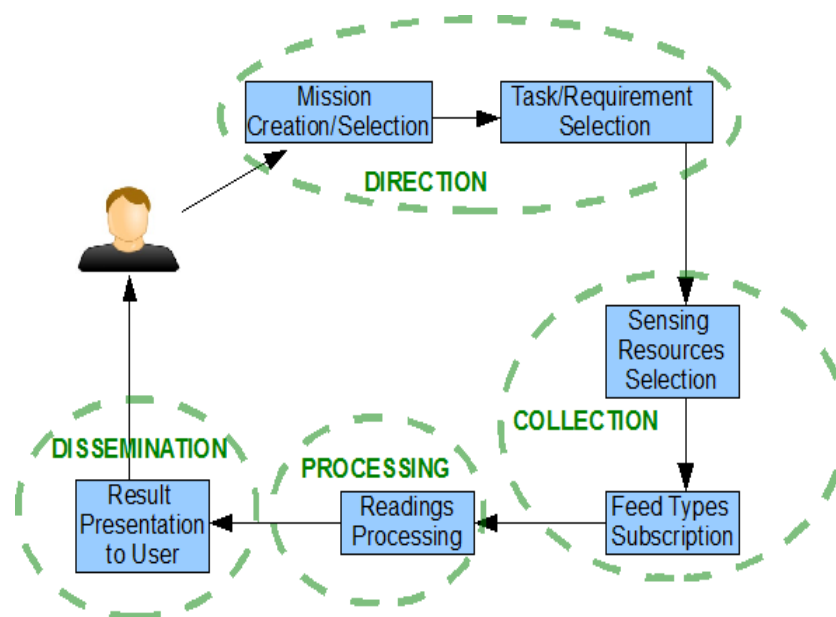 Mission
Creation/Selection
Task/Requirement
Selection
DIRECTION
Sensing
Resources
Selection
COLLECTION
Feed Types
Subscription
PROCESSING
Readings
Processing
DISSEMINATION
Result
Presentation
to User